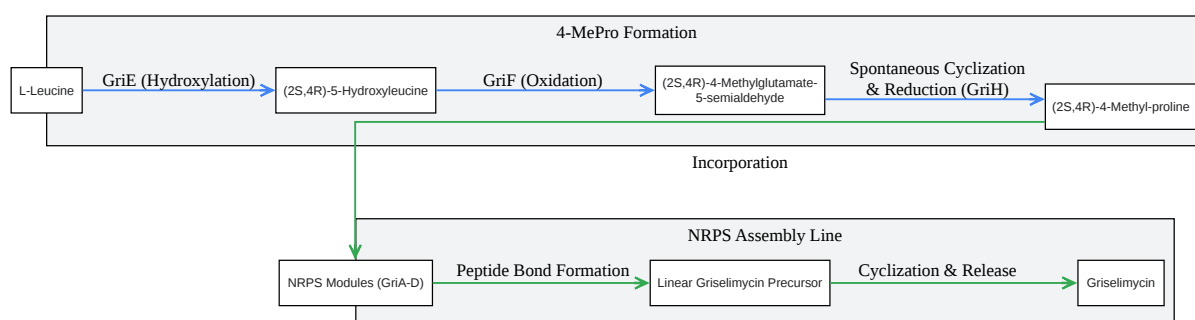 4-MePro Formation
L-Leucine
GriE (Hydroxylation)
(2S,4R)-5-Hydroxyleucine
GriF (Oxidation)
(2S,4R)-4-Methylglutamate-
5-semialdehyde
Spontaneous Cyclization
& Reduction (GriH)
(2S,4R)-4-Methyl-proline
Incorporation
NRPS Assembly Line
NRPS Modules (GriA-D)
Peptide Bond Formation
Linear Griselimycin Precursor
Cyclization & Release
Griselimycin